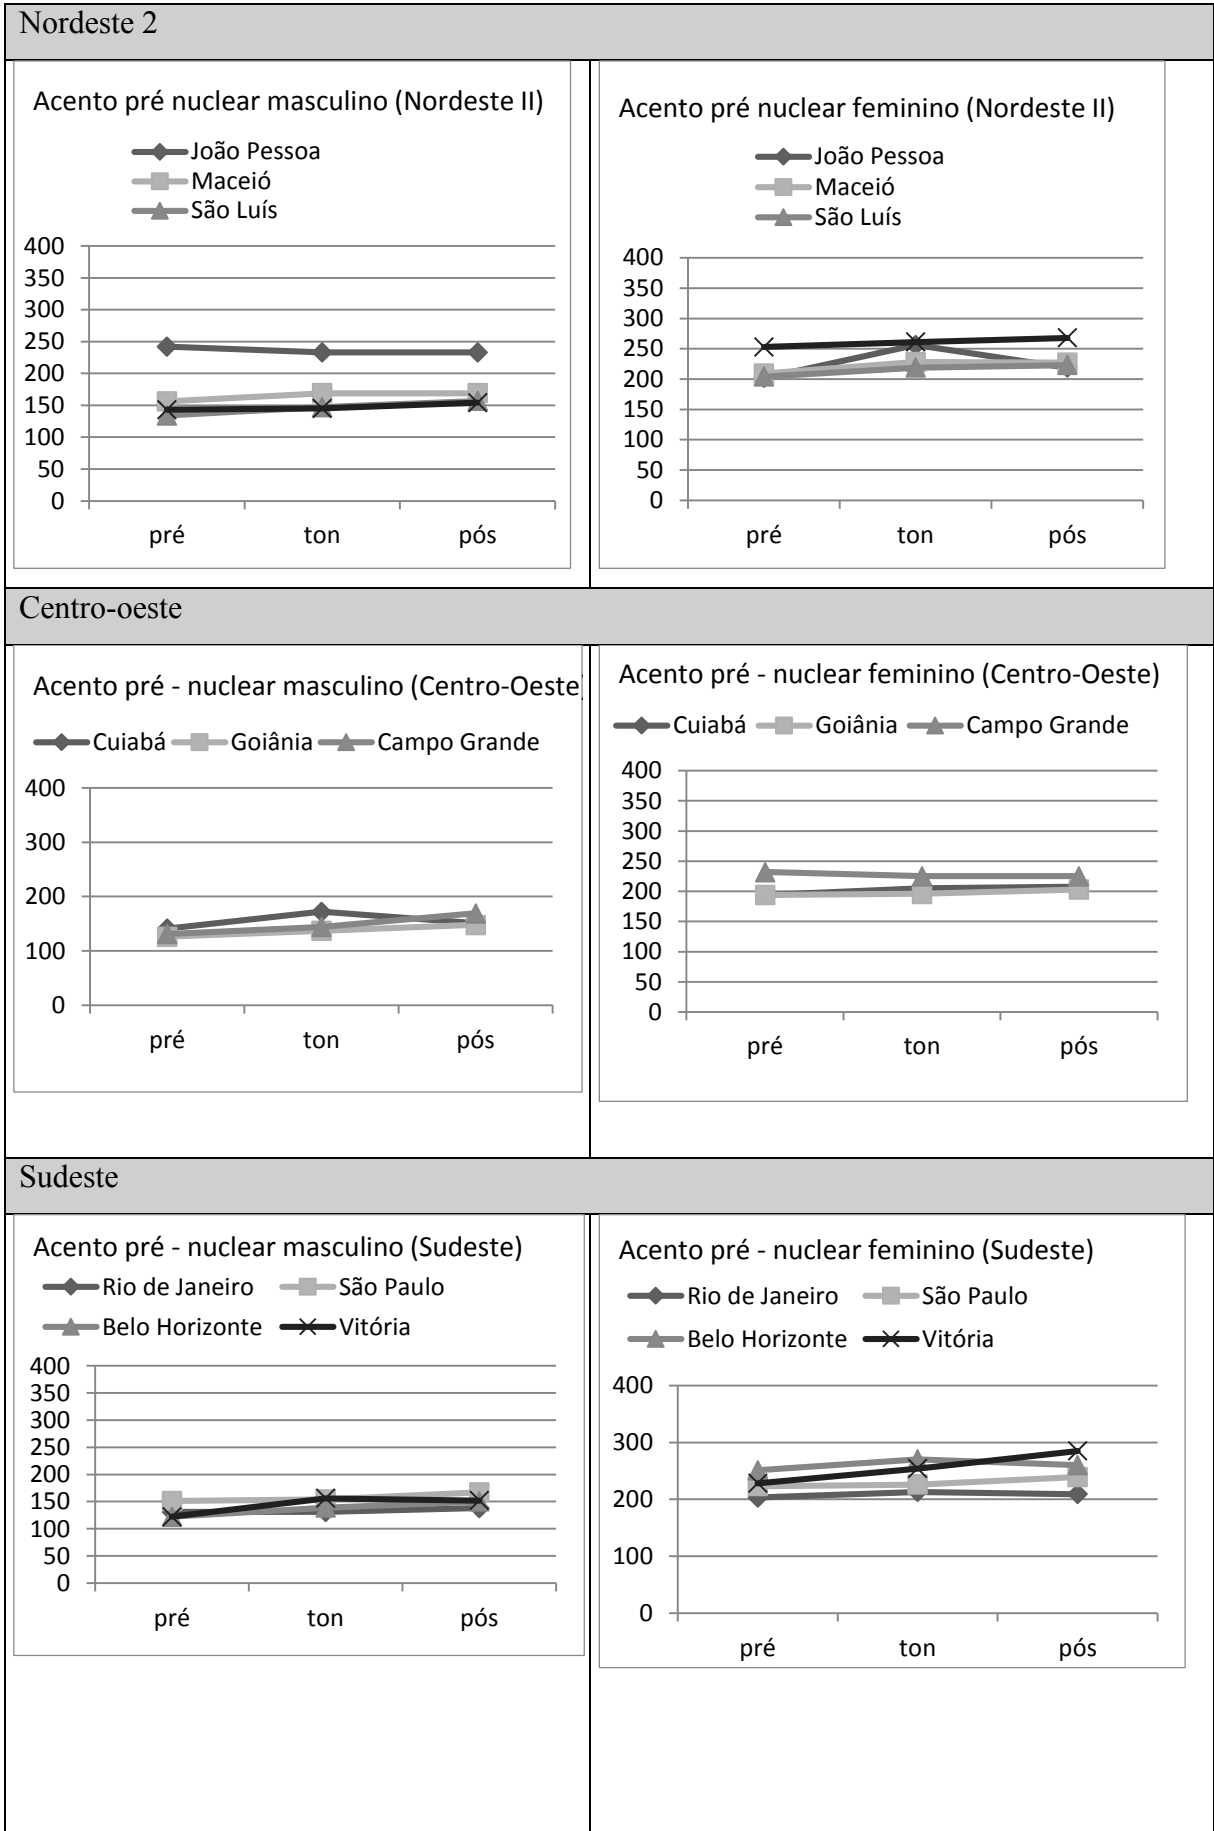 Nordeste 2
Acento pré nuclear masculino (Nordeste II)
João Pessoa
Maceió
São Luís
400
350
300
250
200
150
100
50
0
pré ton pós
Acento pré nuclear feminino (Nordeste II)
João Pessoa
Maceió
São Luís
400
350
300
250
200
150
100
50
0
pré ton pós
Centro-oeste
Acento pré - nuclear masculino (Centro-Oeste)
Cuiabá Goiânia Campo Grande
400
300
200
100
0
pré ton pós
Acento pré - nuclear feminino (Centro-Oeste)
Cuiabá Goiânia Campo Grande
400
350
300
250
200
150
100
50
0
pré ton pós
Sudeste
Acento pré - nuclear masculino (Sudeste)
Rio de Janeiro São Paulo
Belo Horizonte Vitória
400
350
300
250
200
150
100
50
0
pré ton pós
Acento pré - nuclear feminino (Sudeste)
Rio de Janeiro São Paulo
Belo Horizonte Vitória
400
300
200
100
0
pré ton pós